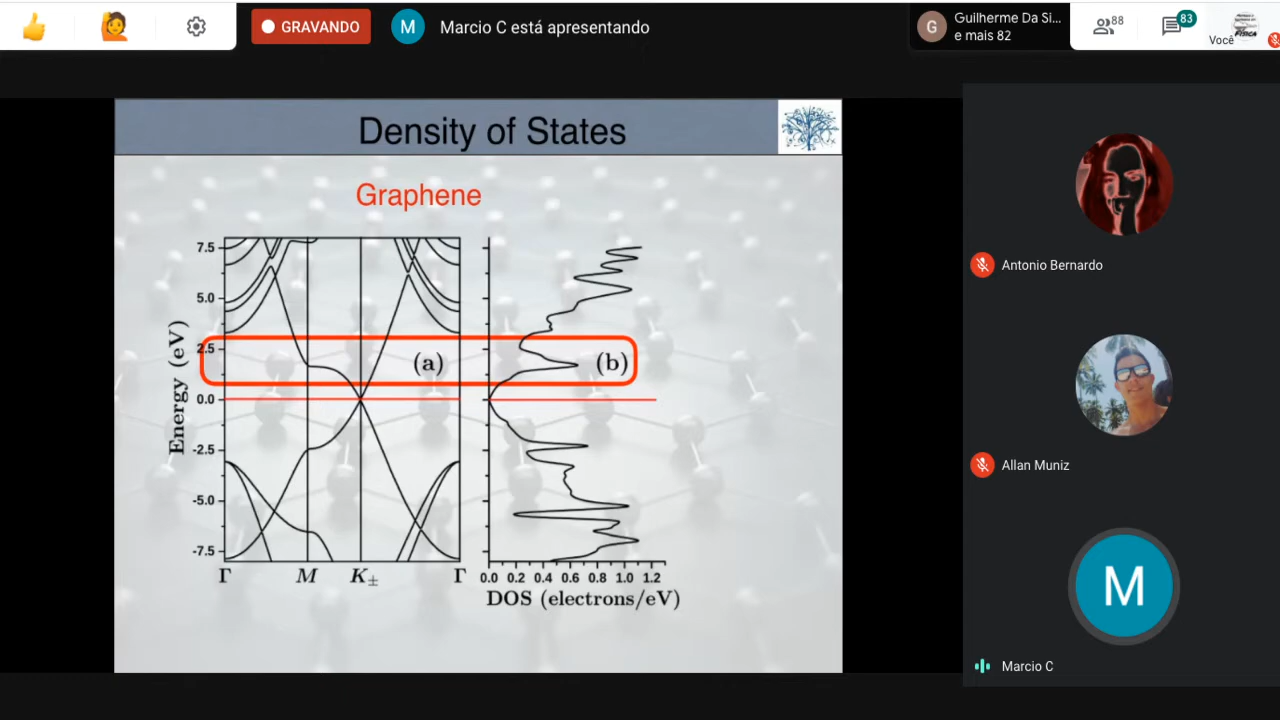 GRAVANDO
M
Marcio C está apresentando
G
Guilherme Da Si...
e mais 82
88
83
Você
FÍSICA
Density of States
Graphene
7.5
5.0
2.5
0.0
-2.5
-5.0
-7.5
Energy (eV)
(a)
(b)
Γ
M
K±
Γ
0.0 0.2 0.4 0.6 0.8 1.0 1.2
DOS (electrons/eV)
Antonio Bernardo
Allan Muniz
M
Marcio C